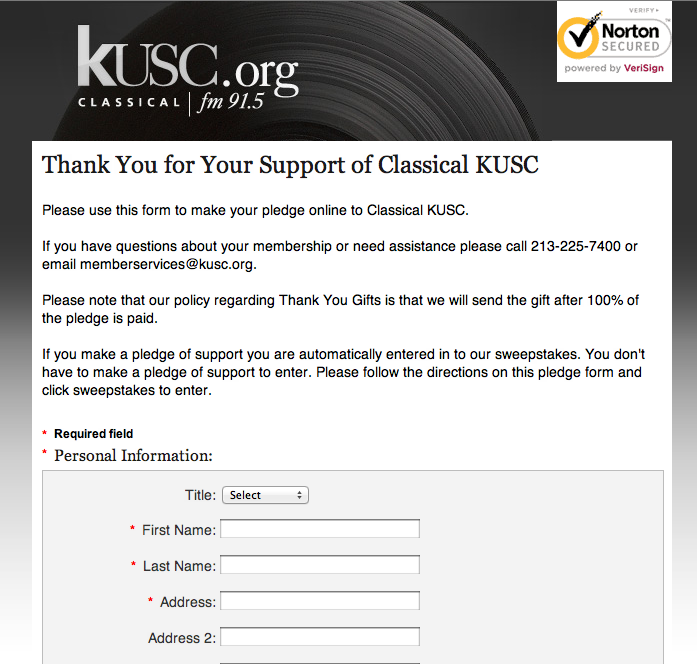 kUSC.org
CLASSICAL | fm 91.5
VERIFY
Norton
SECURED
powered by VeriSign
Thank You for Your Support of Classical KUSC
Please use this form to make your pledge online to Classical KUSC.
If you have questions about your membership or need assistance please call 213-225-7400 or
email memberservices@kusc.org.
Please note that our policy regarding Thank You Gifts is that we will send the gift after 100% of
the pledge is paid.
If you make a pledge of support you are automatically entered in to our sweepstakes. You don't
have to make a pledge of support to enter. Please follow the directions on this pledge form and
click sweepstakes to enter.
* Required field
* Personal Information:
Title: Select
* First Name:
* Last Name:
* Address:
Address 2: